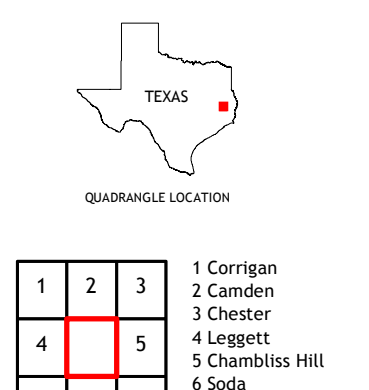 TEXAS
QUADRANGLE LOCATION
1 2 3
4 5
1 Corrigan
2 Camden
3 Chester
4 Leggett
5 Chambliss Hill
6 Soda